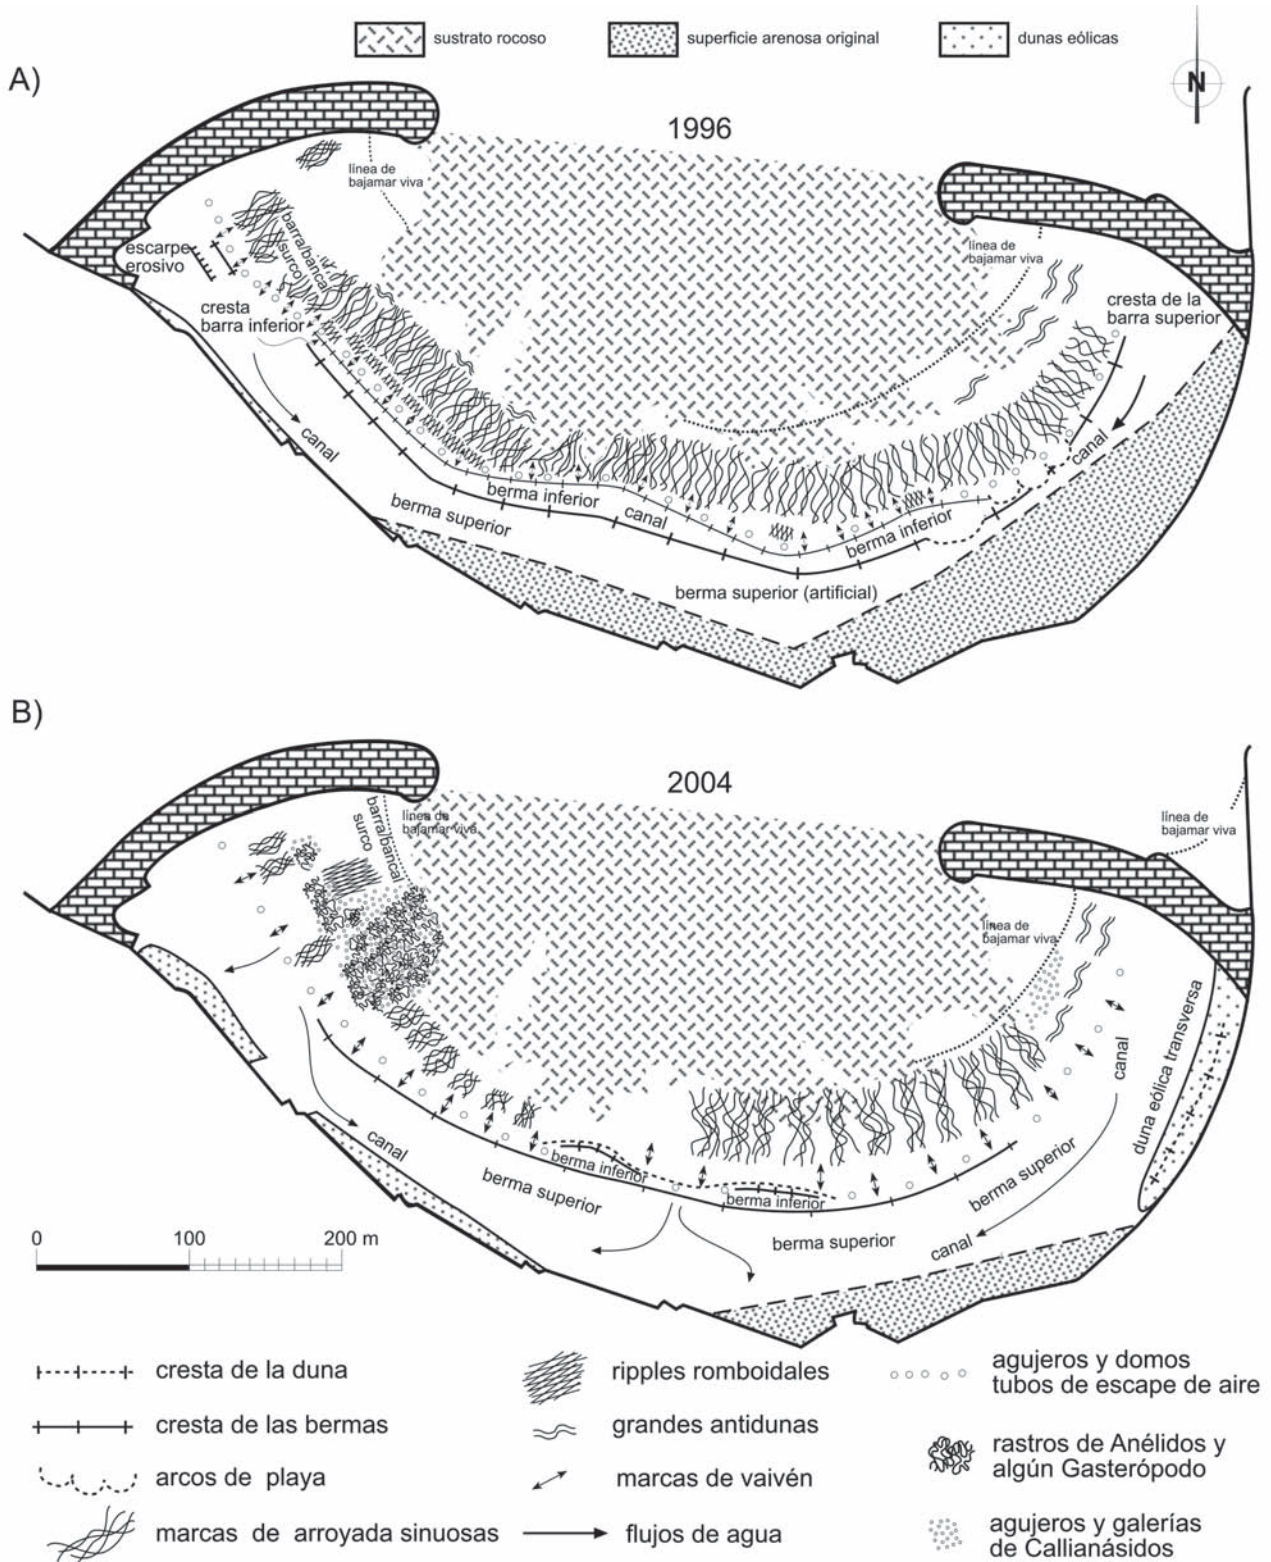 sustrato rocoso
superficie arenosa original
dunas eólicas
A)
N
1996
línea de
bajamar viva
barra/bancal
surco
escarpe
erosivo
cresta
barra inferior
línea de
bajamar viva
cresta de la
barra superior
canal
canal
berma inferior
canal
berma superior
berma inferior
berma superior (artificial)
B)
2004
barra/bancal
surco
línea de
bajamar viva
línea de
bajamar viva
línea de
bajamar viva
canal
duna eólica transversa
canal
berma inferior
berma superior
berma inferior
berma superior
berma superior
canal
0 100 200 m
cresta de la duna
cresta de las bermas
arcos de playa
marcas de arroyada sinuosas
ripples romboidales
grandes antidunas
marcas de vaivén
flujos de agua
agujeros y domos
tubos de escape de aire
rastros de Anélidos y
algún Gasterópodo
agujeros y galerías
de Callianásidos